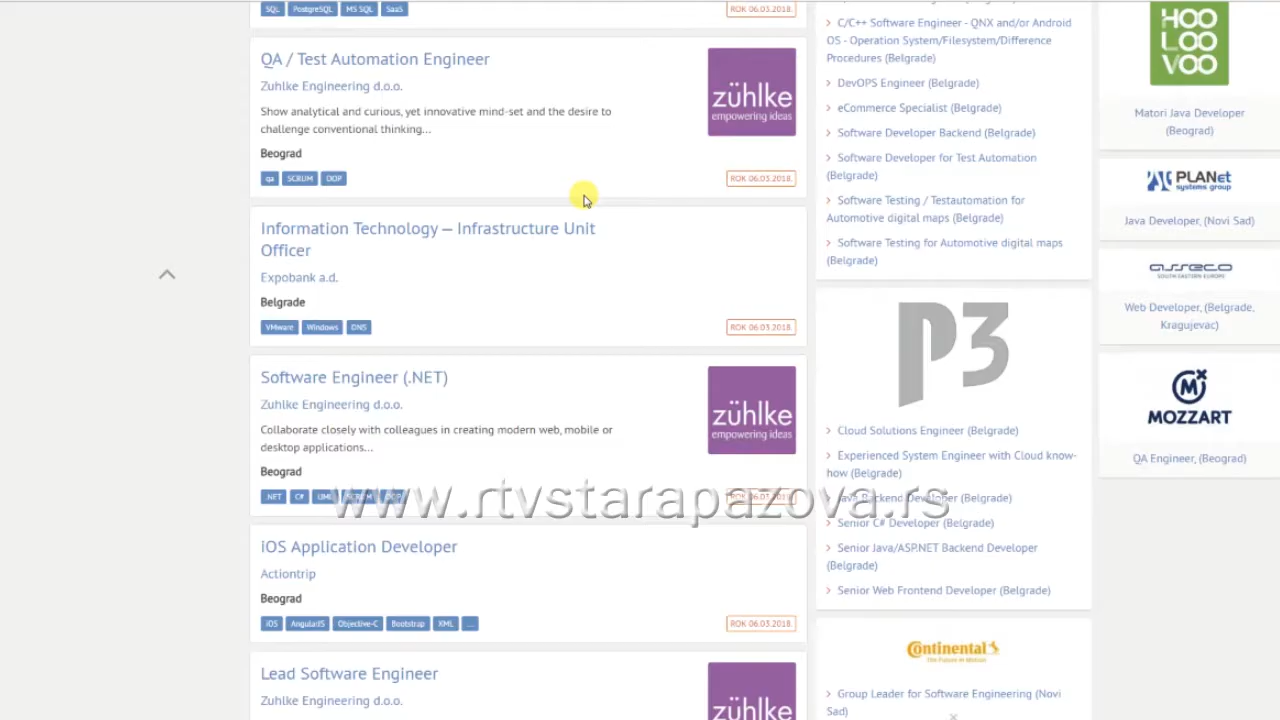 SQL PostgreSQL MS SQL SaaS
ROK 06.03.2018.
QA / Test Automation Engineer
Zuhlke Engineering d.o.o.
Show analytical and curious, yet innovative mind-set and the desire to
challenge conventional thinking...
Beograd
qa SCRUM OOP
ROK 06.03.2018.
zühlke
empowering ideas
Information Technology – Infrastructure Unit
Officer
Expobank a.d.
Belgrade
VMware Windows DNS
ROK 06.03.2018.
Software Engineer (.NET)
Zuhlke Engineering d.o.o.
Collaborate closely with colleagues in creating modern web, mobile or
desktop applications...
Beograd
.NET C# UML SCRUM OOP
ROK 06.03.2018.
zühlke
empowering ideas
www.rtvstarapazova.rs
iOS Application Developer
Actiontrip
Beograd
iOS AngularJS Objective-C Bootstrap XML ...
ROK 06.03.2018.
Lead Software Engineer
Zuhlke Engineering d.o.o.
zühlke
C/C++ Software Engineer - QNX and/or Android
OS - Operation System/Filesystem/Difference
Procedures (Belgrade)
DevOPS Engineer (Belgrade)
eCommerce Specialist (Belgrade)
Software Developer Backend (Belgrade)
Software Developer for Test Automation
(Belgrade)
Software Testing / Testautomation for
Automotive digital maps (Belgrade)
Software Testing for Automotive digital maps
(Belgrade)
P3
Cloud Solutions Engineer (Belgrade)
Experienced System Engineer with Cloud know-
how (Belgrade)
Java Backend Developer (Belgrade)
Senior C# Developer (Belgrade)
Senior Java/ASP.NET Backend Developer
(Belgrade)
Senior Web Frontend Developer (Belgrade)
Continental
The Future in Motion
Group Leader for Software Engineering (Novi
Sad)
HOO
LOO
VOO
Matori Java Developer
(Beograd)
PLANet
systems group
Java Developer, (Novi Sad)
asseco
SOUTH EASTERN EUROPE
Web Developer, (Belgrade,
Kragujevac)
MOZZART
QA Engineer, (Beograd)